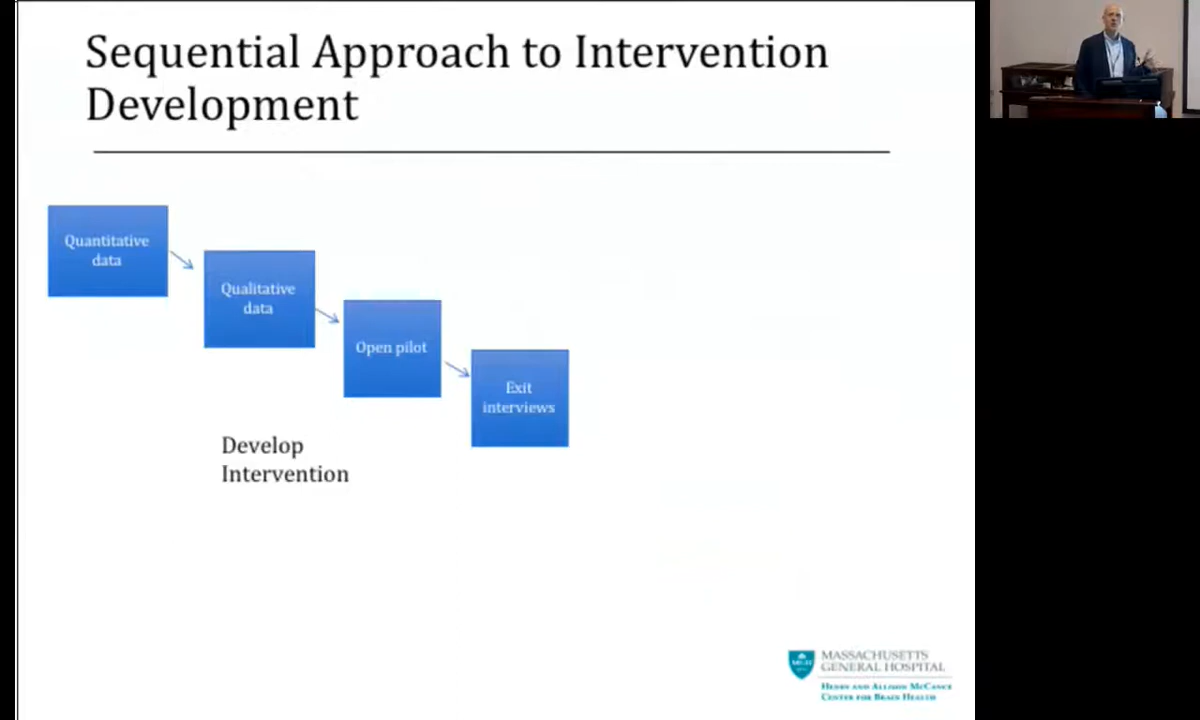 Sequential Approach to Intervention
Development
Quantitative
data
Qualitative
data
Open pilot
Exit
interviews
Develop
Intervention
MASSACHUSETTS
GENERAL HOSPITAL
HENRY AND ALLISON MCCANCE
CENTER FOR BRAIN HEALTH